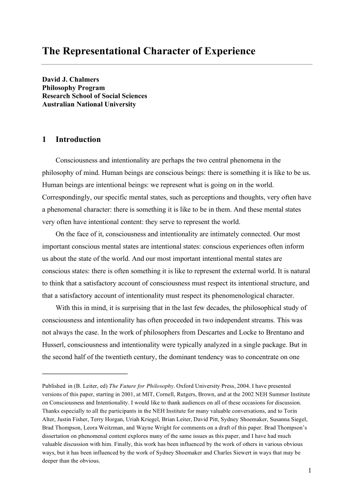 The Representational Character of Experience
David J. Chalmers
Philosophy Program
Research School of Social Sciences
Australian National University
1 Introduction
Consciousness and intentionality are perhaps the two central phenomena in the
philosophy of mind. Human beings are conscious beings: there is something it is like to be us.
Human beings are intentional beings: we represent what is going on in the world.
Correspondingly, our specific mental states, such as perceptions and thoughts, very often have
a phenomenal character: there is something it is like to be in them. And these mental states
very often have intentional content: they serve to represent the world.
On the face of it, consciousness and intentionality are intimately connected. Our most
important conscious mental states are intentional states: conscious experiences often inform
us about the state of the world. And our most important intentional mental states are
conscious states: there is often something it is like to represent the external world. It is natural
to think that a satisfactory account of consciousness must respect its intentional structure, and
that a satisfactory account of intentionality must respect its phenomenological character.
With this in mind, it is surprising that in the last few decades, the philosophical study of
consciousness and intentionality has often proceeded in two independent streams. This was
not always the case. In the work of philosophers from Descartes and Locke to Brentano and
Husserl, consciousness and intentionality were typically analyzed in a single package. But in
the second half of the twentieth century, the dominant tendency was to concentrate on one
Published in (B. Leiter, ed) The Future for Philosophy. Oxford University Press, 2004. I have presented
versions of this paper, starting in 2001, at MIT, Cornell, Rutgers, Brown, and at the 2002 NEH Summer Institute
on Consciousness and Intentionality. I would like to thank audiences on all of these occasions for discussion.
Thanks especially to all the participants in the NEH Institute for many valuable conversations, and to Torin
Alter, Justin Fisher, Terry Horgan, Uriah Kriegel, Brian Leiter, David Pitt, Sydney Shoemaker, Susanna Siegel,
Brad Thompson, Leora Weitzman, and Wayne Wright for comments on a draft of this paper. Brad Thompson's
dissertation on phenomenal content explores many of the same issues as this paper, and I have had much
valuable discussion with him. Finally, this work has been influenced by the work of others in various obvious
ways, but it has been influenced by the work of Sydney Shoemaker and Charles Siewert in ways that may be
deeper than the obvious.
1